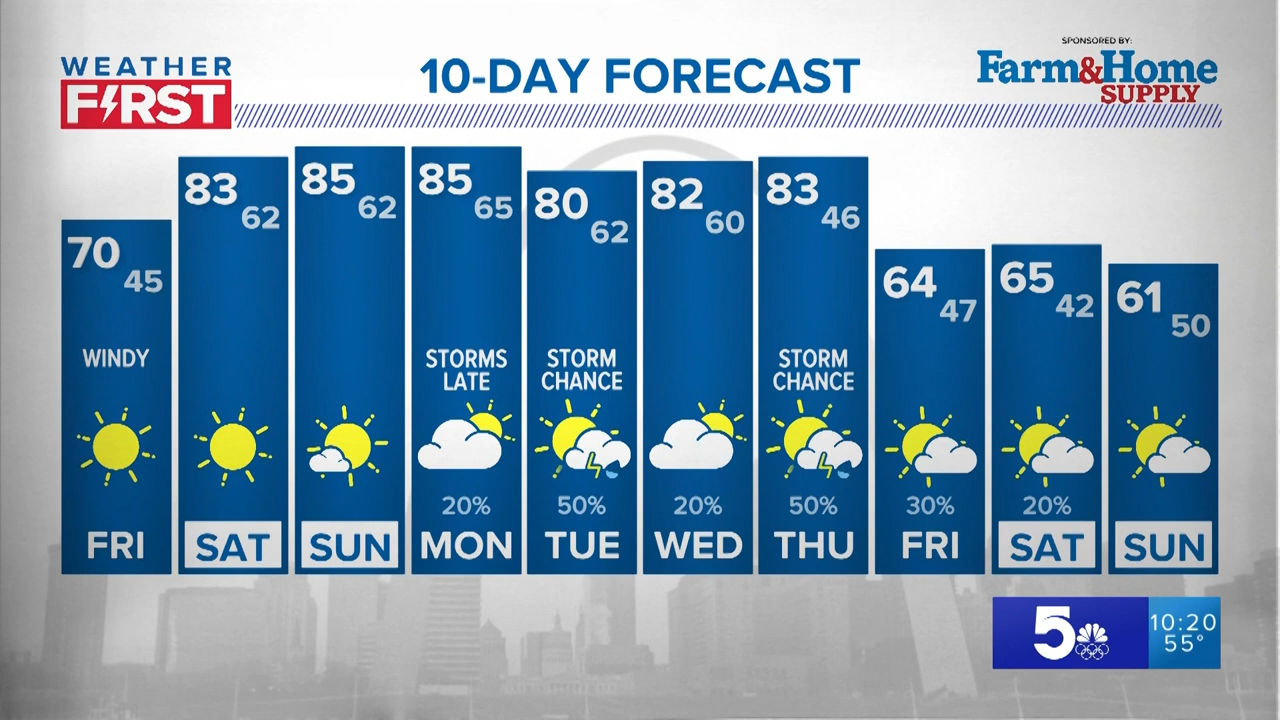 WEATHER
FIRST
10-DAY FORECAST
SPONSORED BY:
Farm&Home
SUPPLY
70
45
WINDY
FRI
83
62
SAT
85
62
SUN
85
65
STORMS
LATE
20%
MON
80
62
STORM
CHANCE
50%
TUE
82
60
20%
WED
83
46
STORM
CHANCE
50%
THU
64
47
30%
FRI
65
42
20%
SAT
61
50
SUN
5
10:20
55°